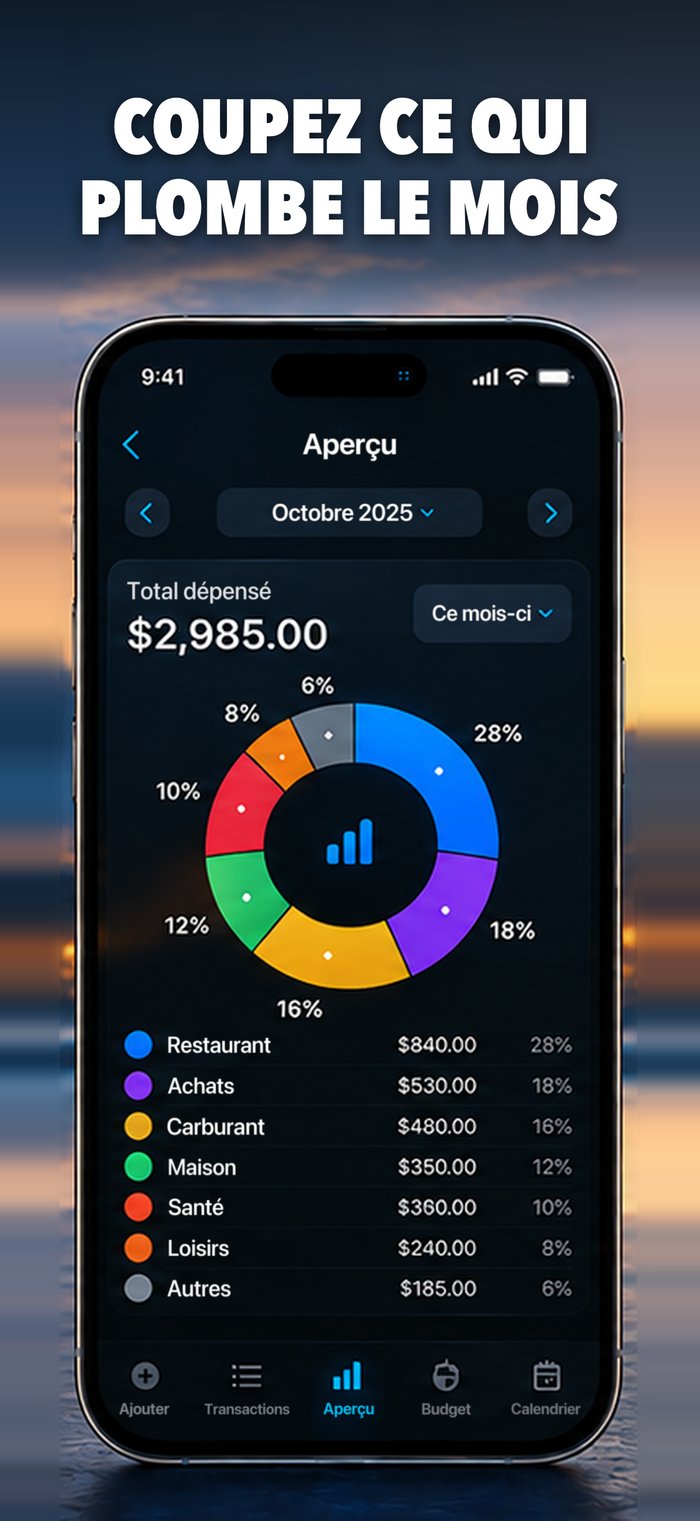 COUPEZ CE QUI
PLOMBE LE MOIS
9:41
Aperçu
Octobre 2025
Total dépensé
$2,985.00
Ce mois-ci
6%
8%
28%
10%
12%
18%
16%
Restaurant $840.00 28%
Achats $530.00 18%
Carburant $480.00 16%
Maison $350.00 12%
Santé $360.00 10%
Loisirs $240.00 8%
Autres $185.00 6%
Ajouter Transactions Aperçu Budget Calendrier